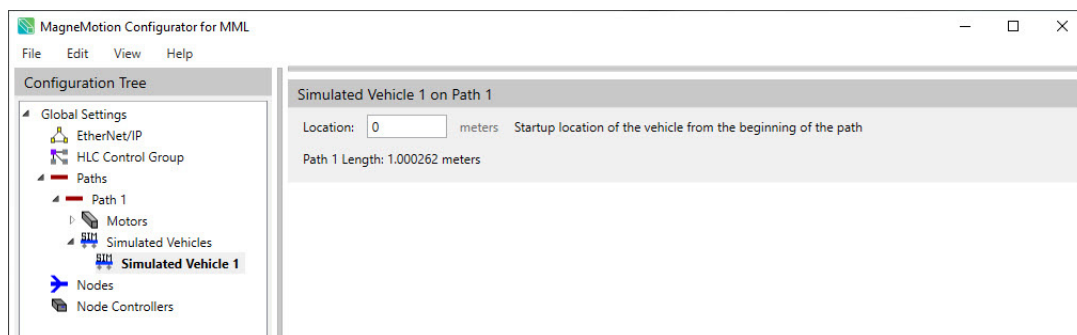 MagneMotion Configurator for MML
File Edit View Help
Configuration Tree
Global Settings
EtherNet/IP
HLC Control Group
Paths
Path 1
Motors
SIM Simulated Vehicles
SIM Simulated Vehicle 1
Nodes
Node Controllers
Simulated Vehicle 1 on Path 1
Location: 0 meters Startup location of the vehicle from the beginning of the path
Path 1 Length: 1.000262 meters